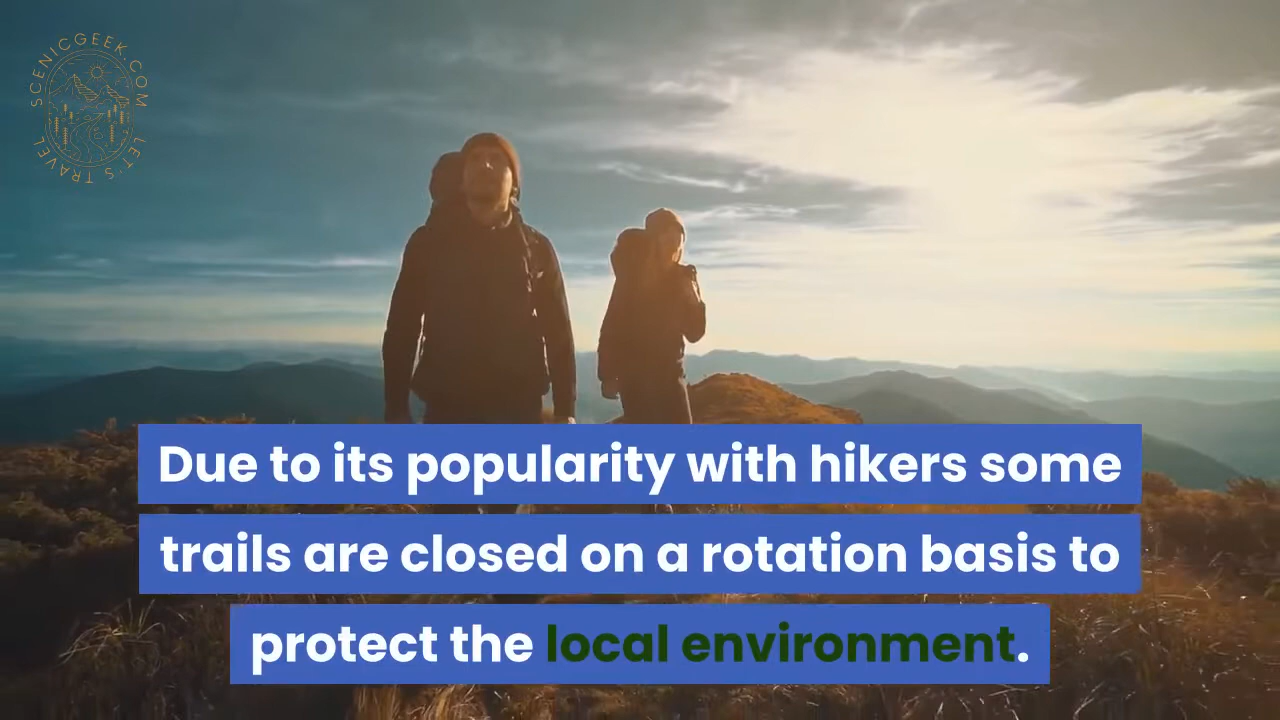 SCENICGEEK.COM
LET'S TRAVEL
Due to its popularity with hikers some
trails are closed on a rotation basis to
protect the local environment.